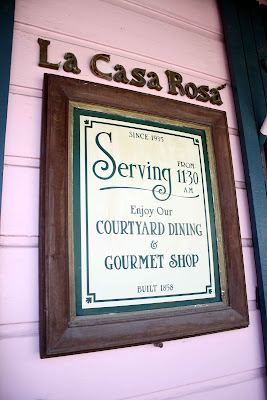 La Casa Rosa
SINCE 1935
Serving FROM 1130 A.M.
Enjoy Our
COURTYARD DINING
&
GOURMET SHOP
BUILT 1858